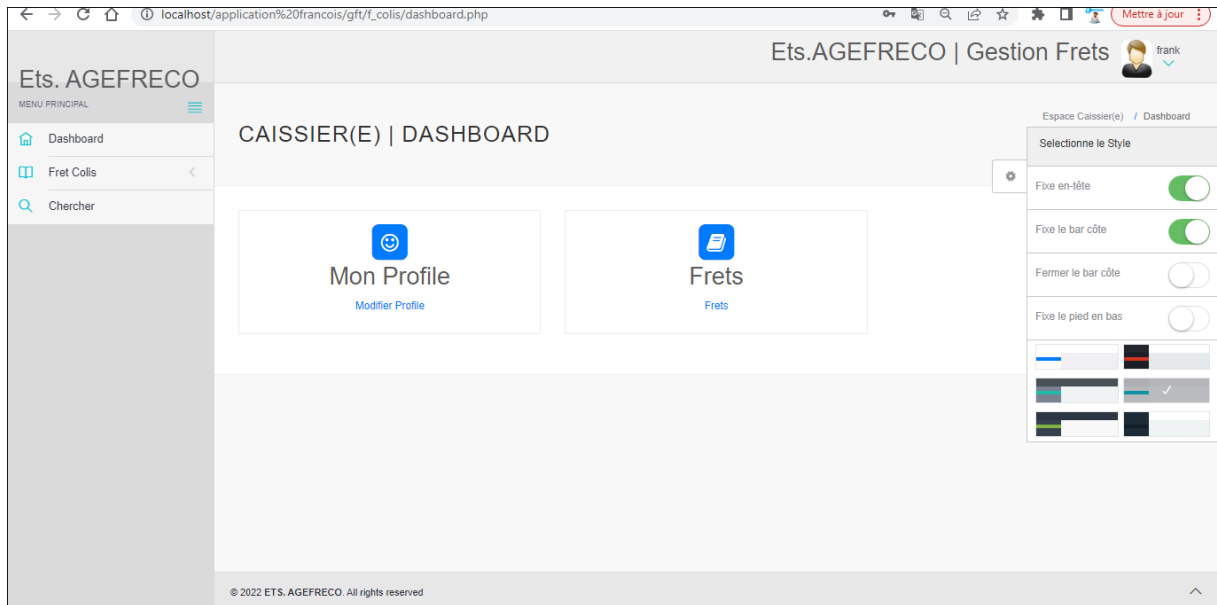 localhost/application%20francois/gft/f_colis/dashboard.php
Mettre à jour
Ets. AGEFRECO
Ets.AGEFRECO | Gestion Frets
frank
MENU PRINCIPAL
Dashboard
Fret Colis
Chercher
CAISSIER(E) | DASHBOARD
Espace Caissier(e) / Dashboard
Selectionne le Style
Fixe en-tête
Fixe le bar côte
Fermer le bar côte
Fixe le pied en bas
Mon Profile
Modifier Profile
Frets
Frets
© 2022 ETS. AGEFRECO. All rights reserved